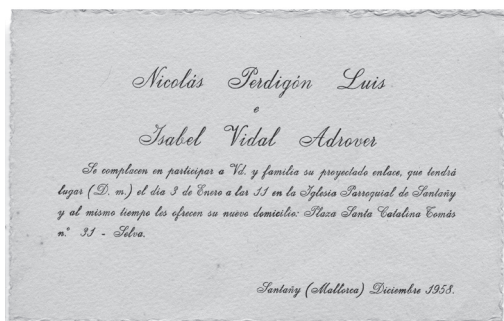 Nicolás Perdigón Luis
e
Isabel Vidal Adrover
Se complacen en participar a Vd. y familia su proyectado enlace, que tendrá
lugar (D. m.) el día 3 de Enero a las 11 en la Iglesia Parroquial de Santañy
y al mismo tiempo les ofrecen su nuevo domicilio: Plaza Santa Catalina Tomás
n.º 31 - Selva.
Santañy (Mallorca) Diciembre 1958.